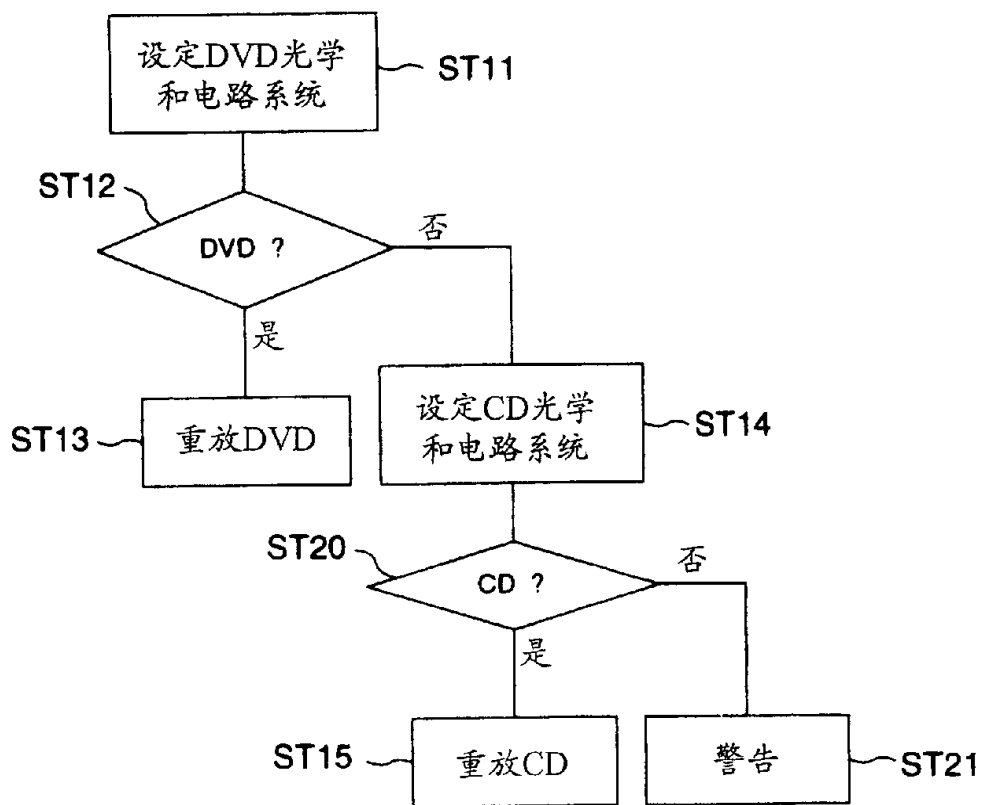 设定DVD光学
和电路系统
ST11
ST12
DVD ?
否
是
ST13
重放DVD
设定CD光学
和电路系统
ST14
ST20
CD ?
否
是
ST15
重放CD
警告
ST21